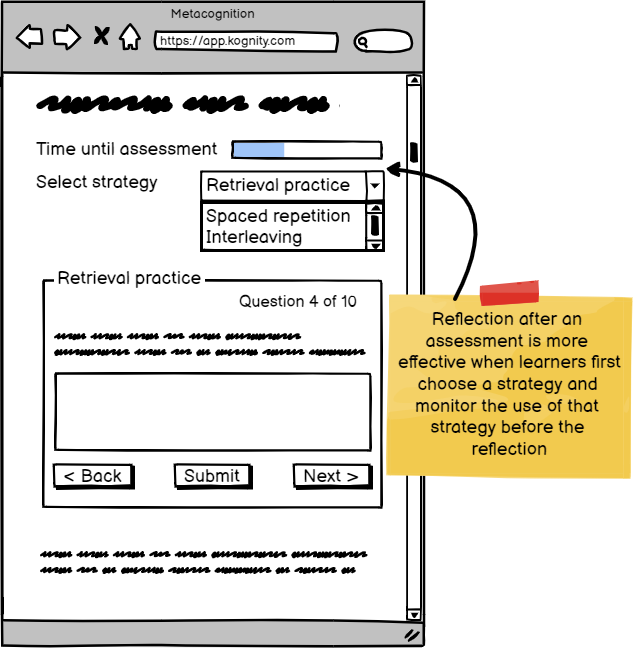 Metacognition
https://app.kognity.com
Time until assessment
Select strategy
Retrieval practice
Spaced repetition
Interleaving
Retrieval practice
Question 4 of 10
< Back
Submit
Next >
Reflection after an
assessment is more
effective when learners first
choose a strategy and
monitor the use of that
strategy before the
reflection